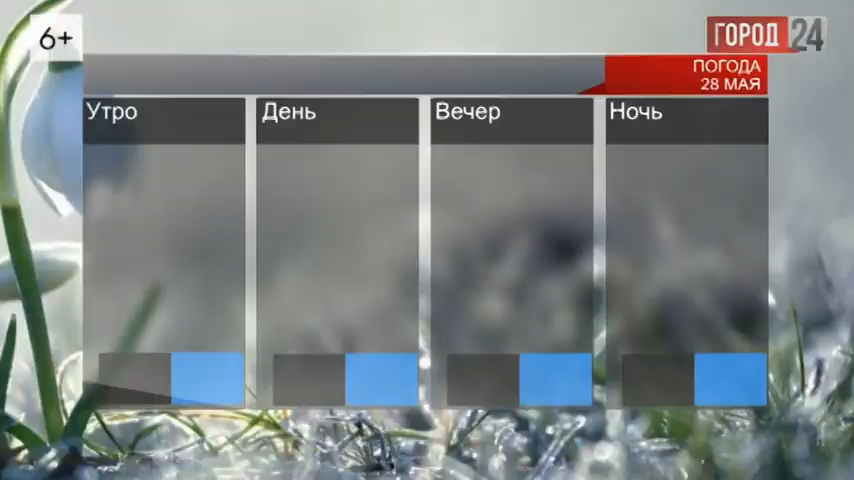 6+
ГОРОД 24
ПОГОДА
28 МАЯ
Утро
День
Вечер
Ночь